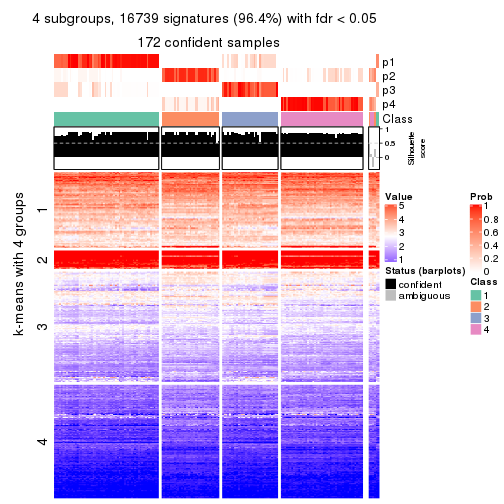 4 subgroups, 16739 signatures (96.4%) with fdr < 0.05
172 confident samples
p1
p2
p3
p4
Class
1
0.5
0
Silhouette
score
k-means with 4 groups
1
2
3
4
Value
5
4
3
2
1
Status (barplots)
confident
ambiguous
Prob
1
0.8
0.6
0.4
0.2
0
Class
1
2
3
4